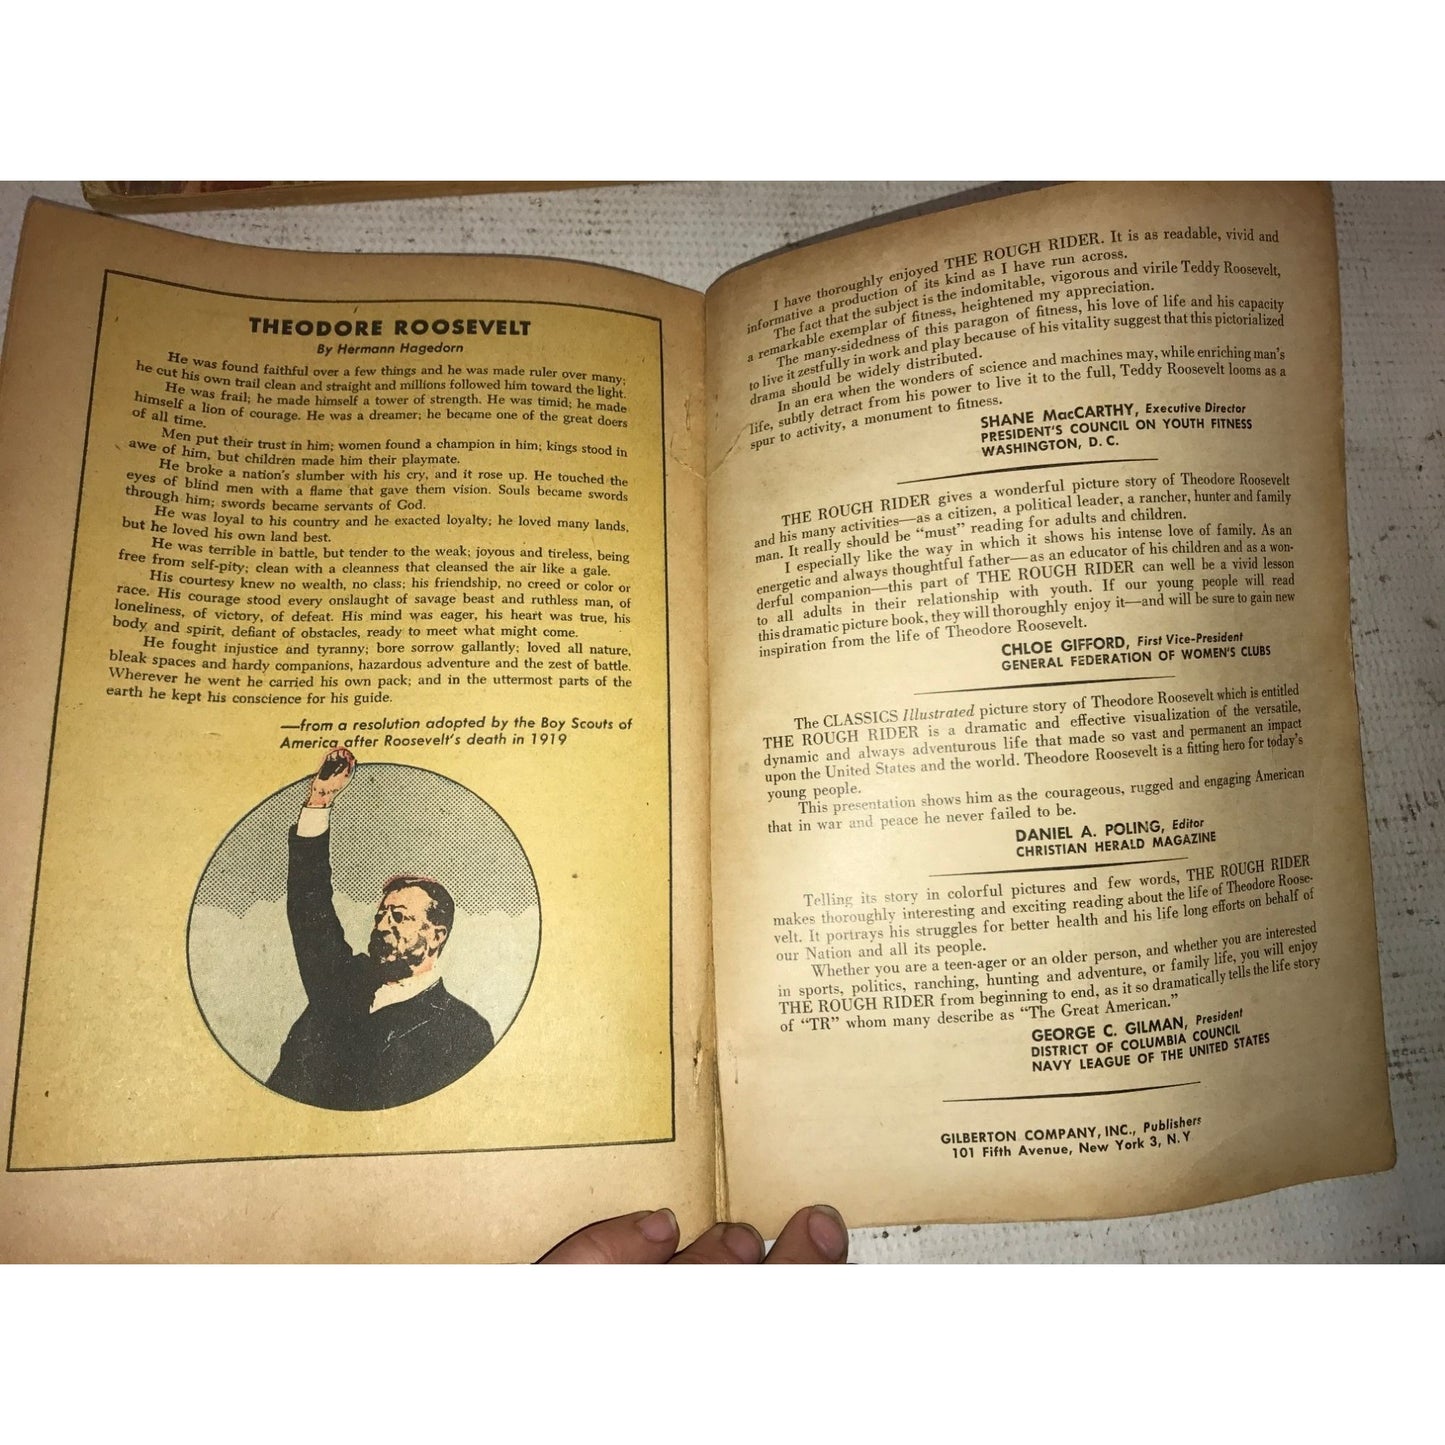 THEODORE ROOSEVELT
By Hermann Hagedorn
He was found faithful over a few things and he was made ruler over many;
he cut his own trail clean and straight and millions followed him toward the light.
He was frail; he made himself a tower of strength. He was timid; he made
himself a lion of courage. He was a dreamer; he became one of the great doers
of all time.
Men put their trust in him; women found a champion in him; kings stood in
awe of him, but children made him their playmate.
He broke a nation's slumber with his cry, and it rose up. He touched the
eyes of blind men with a flame that gave them vision. Souls became swords
through him; swords became servants of God.
He was loyal to his country and he exacted loyalty; he loved many lands,
but he loved his own land best.
He was terrible in battle, but tender to the weak; joyous and tireless, being
free from self-pity; clean with a cleanness that cleansed the air like a gale.
His courtesy knew no wealth, no class; his friendship, no creed or color or
race. His courage stood every onslaught of savage beast and ruthless man, of
loneliness, of victory, of defeat. His mind was eager, his heart was true, his
body and spirit, defiant of obstacles, ready to meet what might come.
He fought injustice and tyranny; bore sorrow gallantly; loved all nature,
bleak spaces and hardy companions, hazardous adventure and the zest of battle.
Wherever he went he carried his own pack; and in the uttermost parts of the
earth he kept his conscience for his guide.
—from a resolution adopted by the Boy Scouts of
America after Roosevelt's death in 1919
I have thoroughly enjoyed THE ROUGH RIDER. It is as readable, vivid and
informative a production of its kind as I have run across.
The fact that the subject is the indomitable, vigorous and virile Teddy Roosevelt,
a remarkable exemplar of fitness, heightened my appreciation.
The many-sidedness of this paragon of fitness, his love of life and his capacity
to live it zestfully in work and play because of his vitality suggest that this pictorialized
drama should be widely distributed.
In an era when the wonders of science and machines may, while enriching man's
life, subtly detract from his power to live it to the full, Teddy Roosevelt looms as a
spur to activity, a monument to fitness.
SHANE MacCARTHY, Executive Director
PRESIDENT'S COUNCIL ON YOUTH FITNESS
WASHINGTON, D. C.
THE ROUGH RIDER gives a wonderful picture story of Theodore Roosevelt
and his many activities—as a citizen, a political leader, a rancher, hunter and family
man. It really should be "must" reading for adults and children.
I especially like the way in which it shows his intense love of family. As an
energetic and always thoughtful father—as an educator of his children and as a won-
derful companion—this part of THE ROUGH RIDER can well be a vivid lesson
to all adults in their relationship with youth. If our young people will read
this dramatic picture book, they will thoroughly enjoy it—and will be sure to gain new
inspiration from the life of Theodore Roosevelt.
CHLOE GIFFORD, First Vice-President
GENERAL FEDERATION OF WOMEN'S CLUBS
The CLASSICS Illustrated picture story of Theodore Roosevelt which is entitled
THE ROUGH RIDER is a dramatic and effective visualization of the versatile,
dynamic and always adventurous life that made so vast and permanent an impact
upon the United States and the world. Theodore Roosevelt is a fitting hero for today's
young people.
This presentation shows him as the courageous, rugged and engaging American
that in war and peace he never failed to be.
DANIEL A. POLING, Editor
CHRISTIAN HERALD MAGAZINE
Telling its story in colorful pictures and few words, THE ROUGH RIDER
makes thoroughly interesting and exciting reading about the life of Theodore Roose-
velt. It portrays his struggles for better health and his life long efforts on behalf of
our Nation and all its people.
Whether you are a teen-ager or an older person, and whether you are interested
in sports, politics, ranching, hunting and adventure, or family life, you will enjoy
THE ROUGH RIDER from beginning to end, as it so dramatically tells the life story
of "TR" whom many describe as "The Great American."
GEORGE C. GILMAN, President
DISTRICT OF COLUMBIA COUNCIL
NAVY LEAGUE OF THE UNITED STATES
GILBERTON COMPANY, INC., Publishers
101 Fifth Avenue, New York 3, N. Y